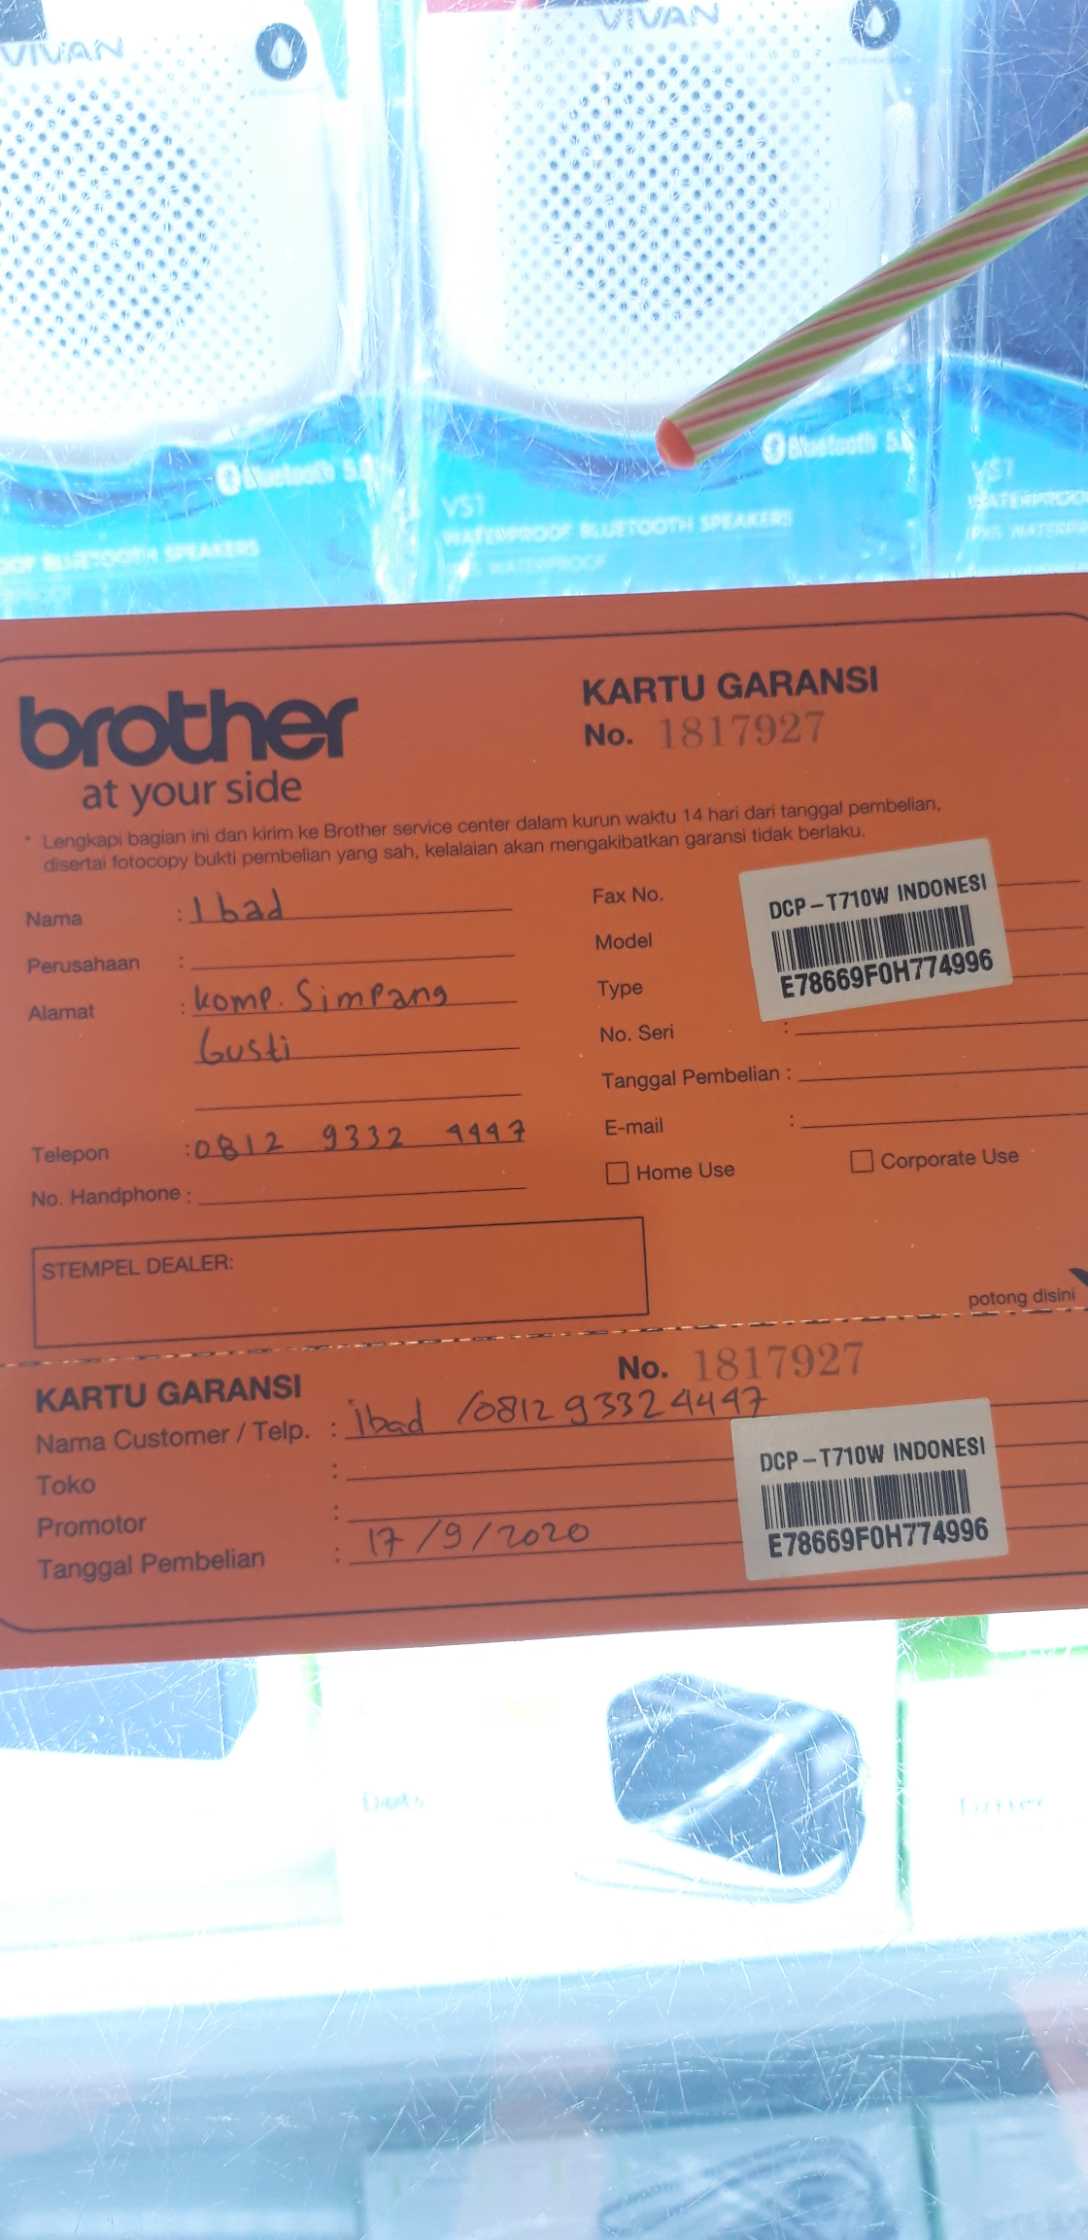 VIVAN
VIVAN
Bluetooth 5.0
Bluetooth 5.0
VS1
VS1
WATERPROOF BLUETOOTH SPEAKERS
BLUETOOTH SPEAKERS
WATERPROOF
brother
at your side
KARTU GARANSI
No. 1817927
* Lengkapi bagian ini dan kirim ke Brother service center dalam kurun waktu 14 hari dari tanggal pembelian,
disertai fotocopy bukti pembelian yang sah, kelalaian akan mengakibatkan garansi tidak berlaku.
Nama : Ibad
Perusahaan :
Alamat : Komp. Simpang
Gusti
Telepon : 0812 9332 4447
No. Handphone :
Fax No.
Model
Type
No. Seri :
Tanggal Pembelian :
E-mail :
Home Use Corporate Use
DCP-T710W INDONESI
E78669F0H774996
STEMPEL DEALER:
potong disini
KARTU GARANSI No. 1817927
Nama Customer / Telp. : ibad /0812 9332 4447
Toko :
Promotor :
Tanggal Pembelian : 17/9/2020
DCP-T710W INDONESI
E78669F0H774996